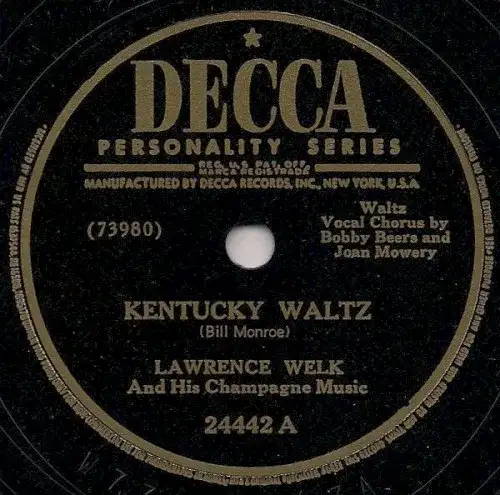 DECCA
PERSONALITY SERIES
REG. U.S. PAT. OFF.
MARCA REGISTRADA
MANUFACTURED BY DECCA RECORDS, INC., NEW YORK, U.S.A.
(73980)
Waltz
Vocal Chorus by
Bobby Beers and
Joan Mowery
KENTUCKY WALTZ
(Bill Monroe)
LAWRENCE WELK
And His Champagne Music
24442 A